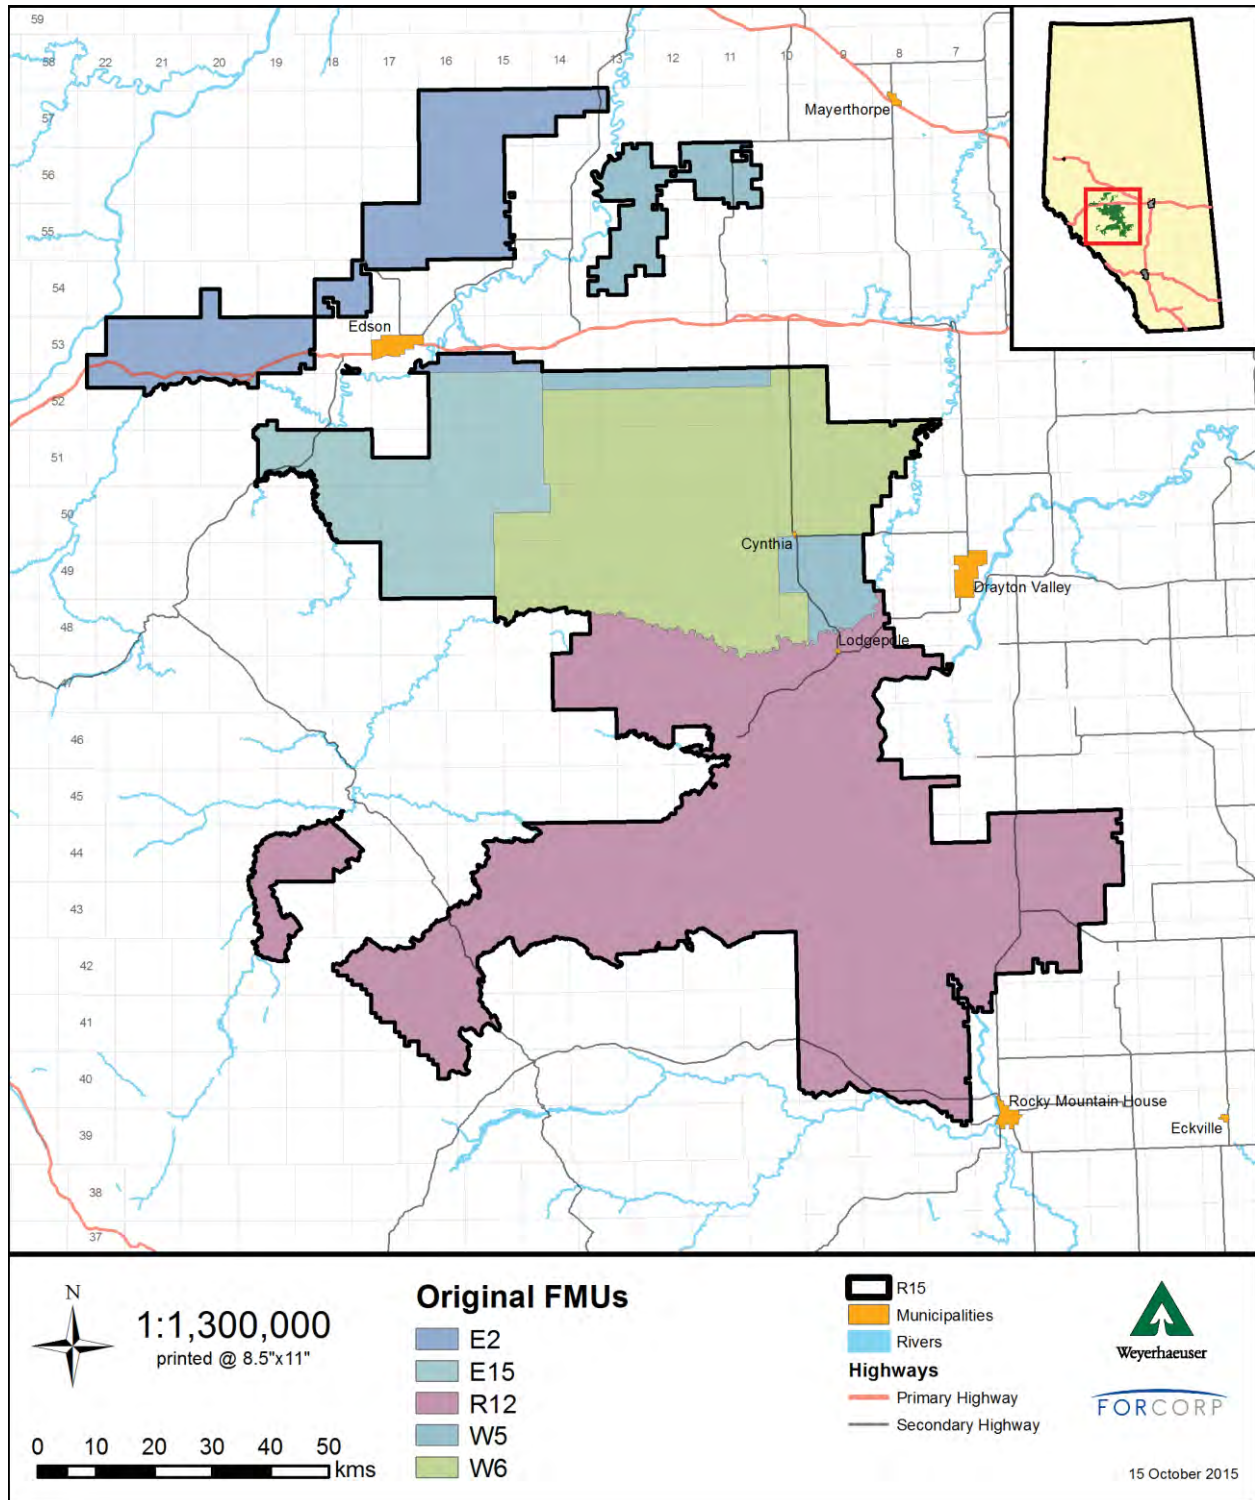 59
58
22
21
20
19
18
17
16
15
14
13
12
11
10
9
8
7
57
Mayerthorpe
56
55
54
Edson
53
52
51
50
Cynthia
49
Drayton Valley
48
Lodgepole
47
46
45
44
43
42
41
40
Rocky Mountain House
39
Eckville
38
37
N
1:1,300,000
printed @ 8.5"x11"
0 10 20 30 40 50
kms
Original FMUs
E2
E15
R12
W5
W6
R15
Municipalities
Rivers
Highways
Primary Highway
Secondary Highway
Weyerhaeuser
FORCORP
15 October 2015